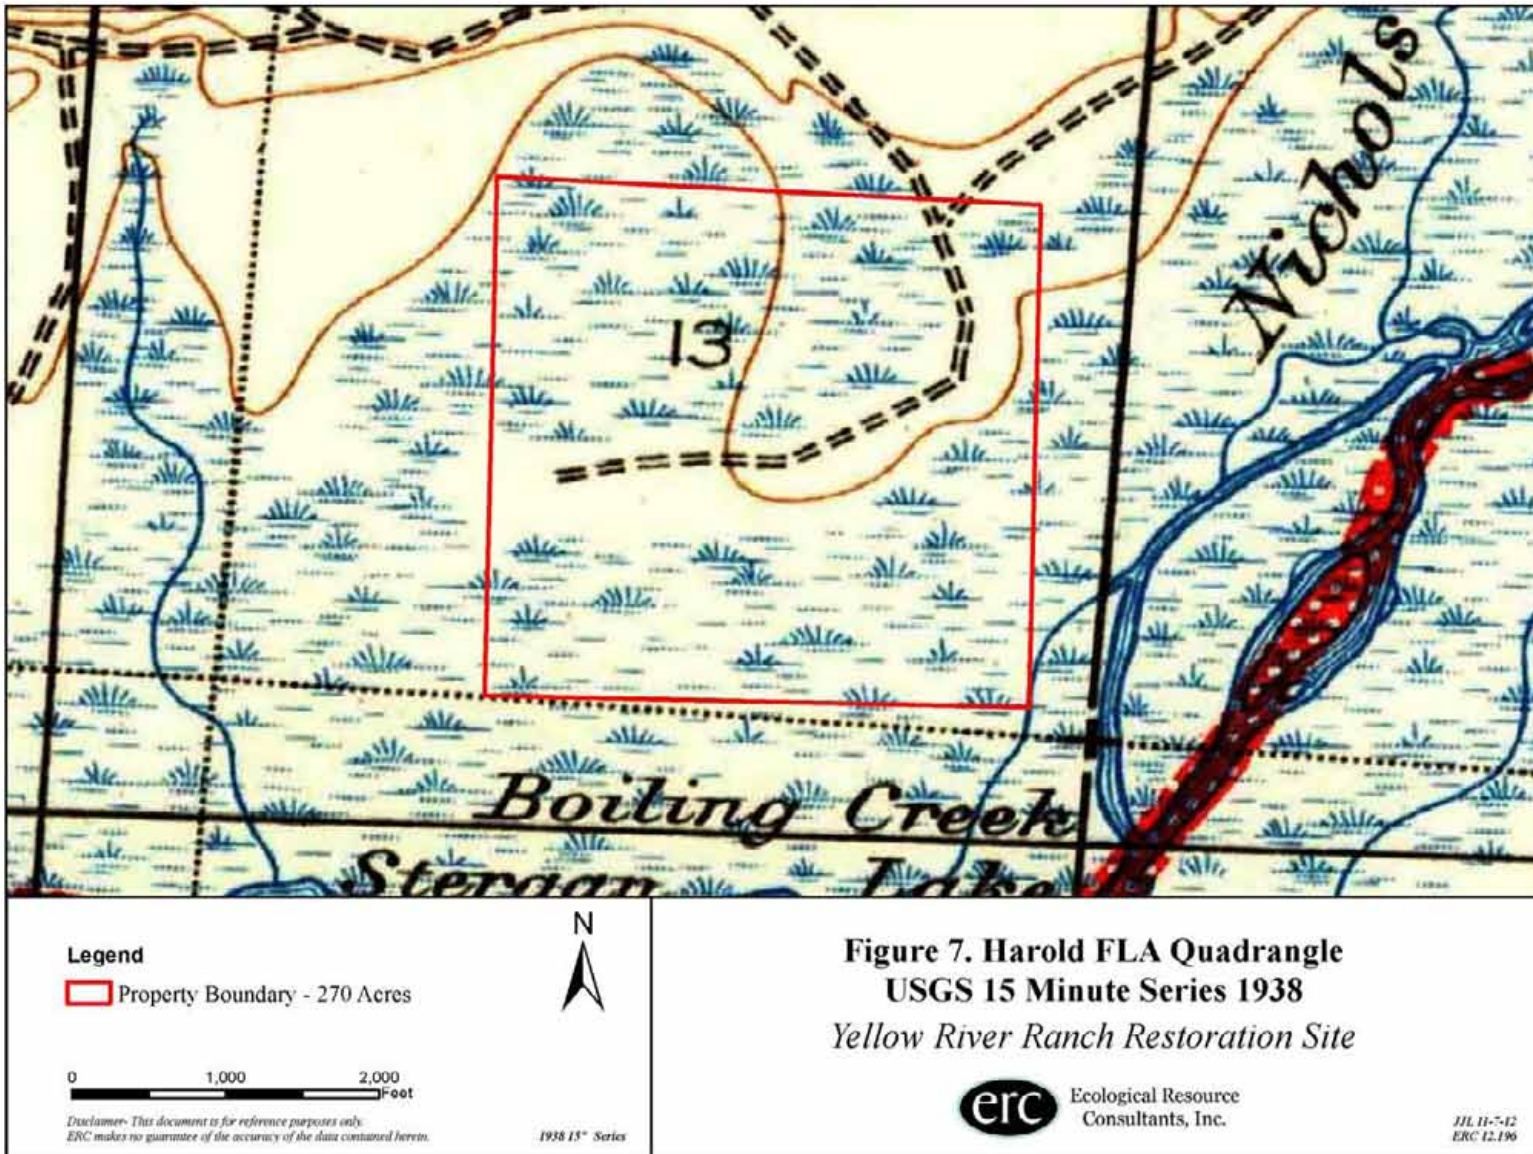 Nichols
13
Boiling Creek
Stergan Lake
N
Legend
Property Boundary - 270 Acres
0 1,000 2,000
Feet
Disclaimer- This document is for reference purposes only.
ERC makes no guarantee of the accuracy of the data contained herein.
1938 15" Series
Figure 7. Harold FLA Quadrangle
USGS 15 Minute Series 1938
Yellow River Ranch Restoration Site
erc
Ecological Resource
Consultants, Inc.
JJL 11-7-12
ERC 12.196